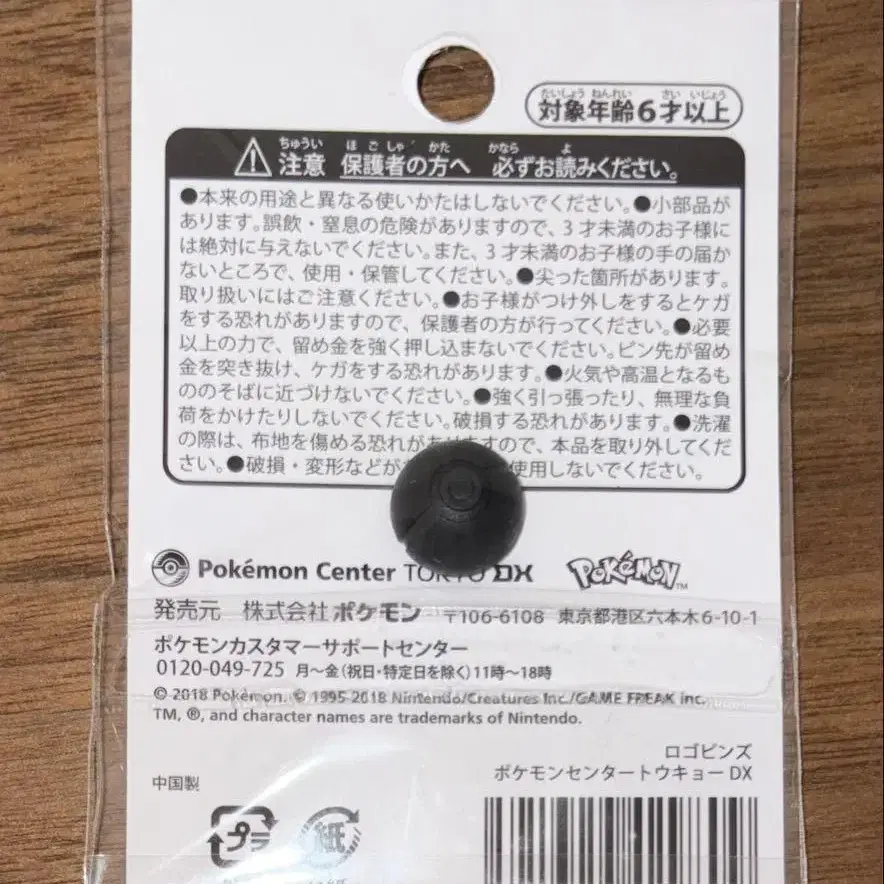 たいしょう ねんれい さい いじょう
対象年齢6才以上
ちゅうい ほごしゃ かた かなら よ
注意 保護者の方へ 必ずお読みください。
●本来の用途と異なる使いかたはしないでください。●小部品が
あります。誤飲・窒息の危険がありますので、3才未満のお子様に
は絶対に与えないでください。また、3才未満のお子様の手の届か
ないところで、使用・保管してください。●尖った箇所があります。
取り扱いにはご注意ください。●お子様がつけ外しをするとケガ
をする恐れがありますので、保護者の方が行ってください。●必要
以上の力で、留め金を強く押し込まないでください。ピン先が留め
金を突き抜け、ケガをする恐れがあります。●火気や高温となるも
ののそばに近づけないでください。●強く引っ張ったり、無理な負
荷をかけたりしないでください。破損する恐れがあります。●洗濯
の際は、布地を傷める恐れがありますので、本品を取り外してくだ
さい。●破損・変形などが 使用しないでください。
Pokémon Center TOKYO DX POKéMON TM
発売元 株式会社ポケモン 〒106-6108 東京都港区六本木6-10-1
ポケモンカスタマーサポートセンター
0120-049-725 月〜金(祝日・特定日を除く)11時〜18時
© 2018 Pokémon. © 1995-2018 Nintendo/Creatures Inc./GAME FREAK inc.
TM, ®, and character names are trademarks of Nintendo.
ロゴピンズ
ポケモンセンタートウキョーDX
中国製
プラ 紙